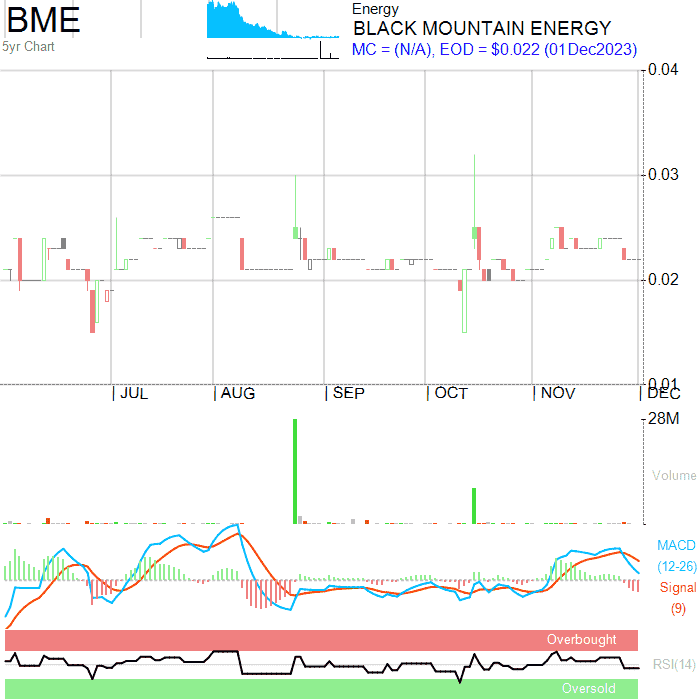 BME
5yr Chart
Energy
BLACK MOUNTAIN ENERGY
MC = (N/A), EOD = $0.022 (01Dec2023)
0.04
0.03
0.02
0.01
JUL
AUG
SEP
OCT
NOV
DEC
28M
Volume
MACD
(12-26)
Signal
(9)
Overbought
RSI(14)
Oversold